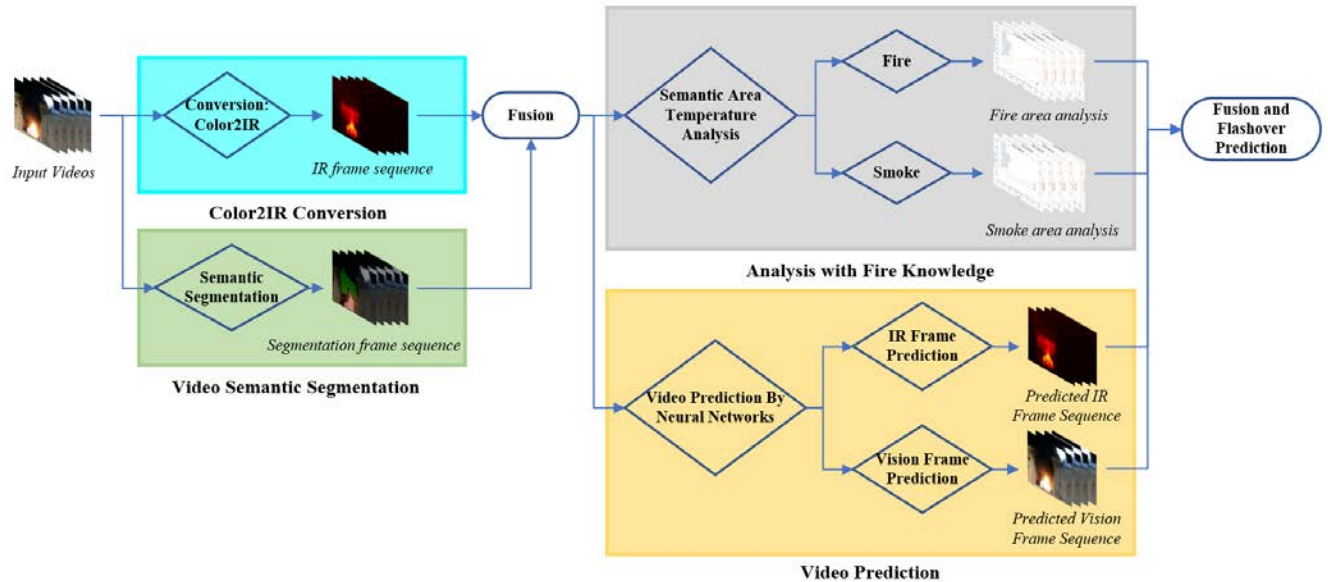 Input Videos
Conversion:
Color2IR
IR frame sequence
Color2IR Conversion
Semantic
Segmentation
Segmentation frame sequence
Video Semantic Segmentation
Fusion
Semantic Area
Temperature
Analysis
Fire
Fire area analysis
Smoke
Smoke area analysis
Analysis with Fire Knowledge
Video Prediction By
Neural Networks
IR Frame
Prediction
Predicted IR
Frame Sequence
Vision Frame
Prediction
Predicted Vision
Frame Sequence
Video Prediction
Fusion and
Flashover
Prediction